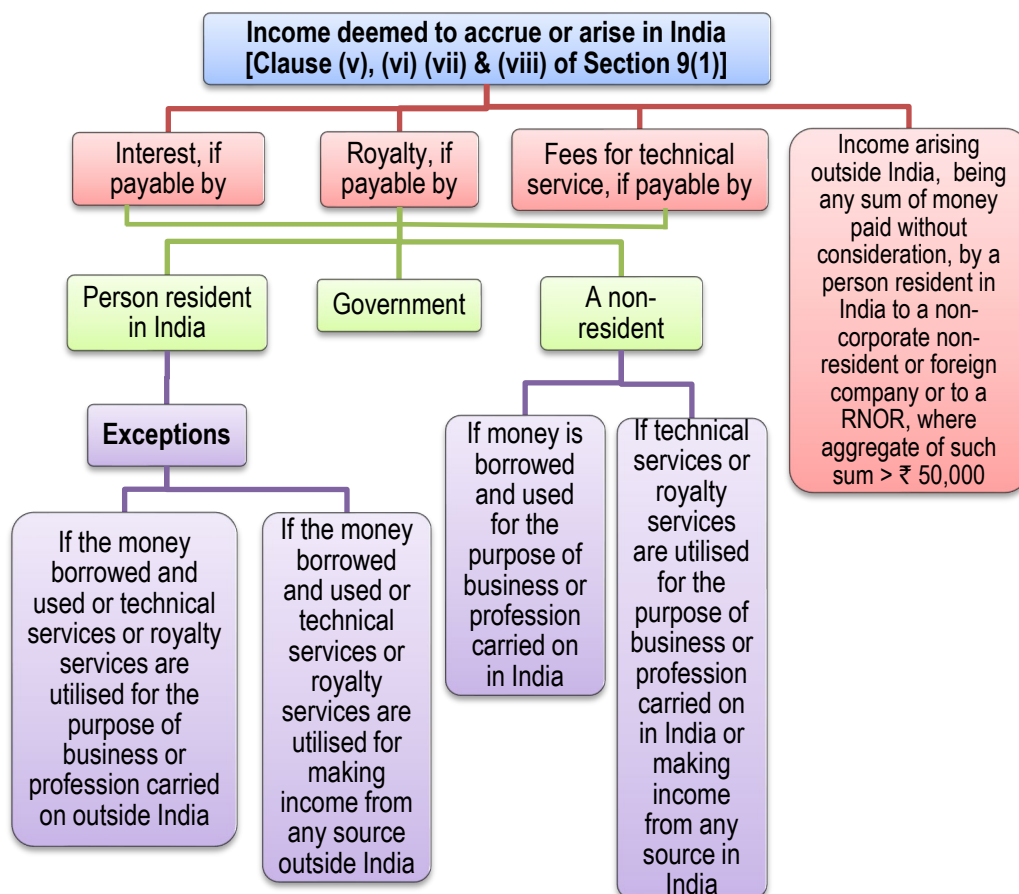 Income deemed to accrue or arise in India
[Clause (v), (vi) (vii) & (viii) of Section 9(1)]
Interest, if
payable by
Royalty, if
payable by
Fees for technical
service, if payable by
Income arising
outside India, being
any sum of money
paid without
consideration, by a
person resident in
India to a non-
corporate non-
resident or foreign
company or to a
RNOR, where
aggregate of such
sum > ₹ 50,000
Person resident
in India
Government
A non-
resident
Exceptions
If the money
borrowed and
used or technical
services or royalty
services are
utilised for the
purpose of
business or
profession carried
on outside India
If the money
borrowed
and used or
technical
services or
royalty
services are
utilised for
making
income from
any source
outside India
If money is
borrowed
and used
for the
purpose of
business or
profession
carried on
in India
If technical
services or
royalty
services
are utilised
for the
purpose of
business or
profession
carried on
in India or
making
income
from any
source in
India